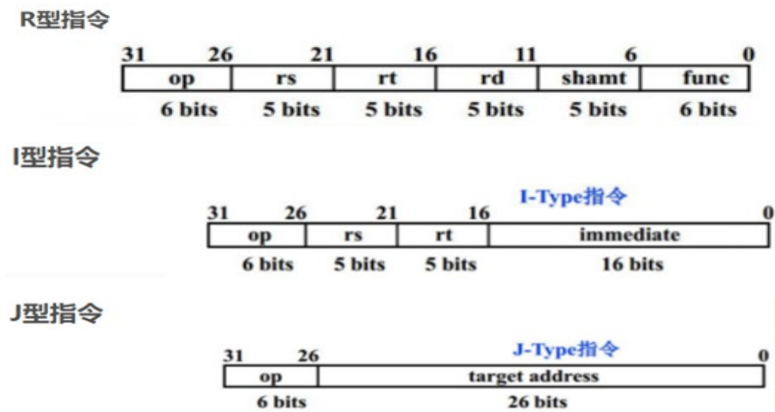 R型指令
31 26 21 16 11 6 0
op rs rt rd shamt func
6 bits 5 bits 5 bits 5 bits 5 bits 6 bits
I型指令
I-Type指令
31 26 21 16 0
op rs rt immediate
6 bits 5 bits 5 bits 16 bits
J型指令
J-Type指令
31 26 0
op target address
6 bits 26 bits